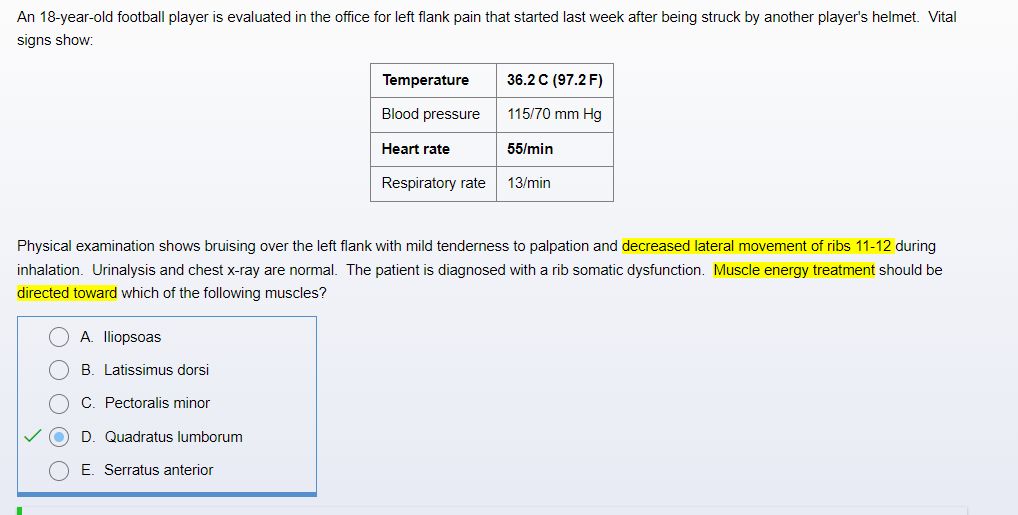 An 18-year-old football player is evaluated in the office for left flank pain that started last week after being struck by another player's helmet.  Vital
signs show:
Temperature 36.2 C (97.2 F)
Blood pressure 115/70 mm Hg
Heart rate 55/min
Respiratory rate 13/min
Physical examination shows bruising over the left flank with mild tenderness to palpation and decreased lateral movement of ribs 11-12 during
inhalation.  Urinalysis and chest x-ray are normal.  The patient is diagnosed with a rib somatic dysfunction.  Muscle energy treatment should be
directed toward which of the following muscles?
A. Iliopsoas
B. Latissimus dorsi
C. Pectoralis minor
D. Quadratus lumborum
E. Serratus anterior